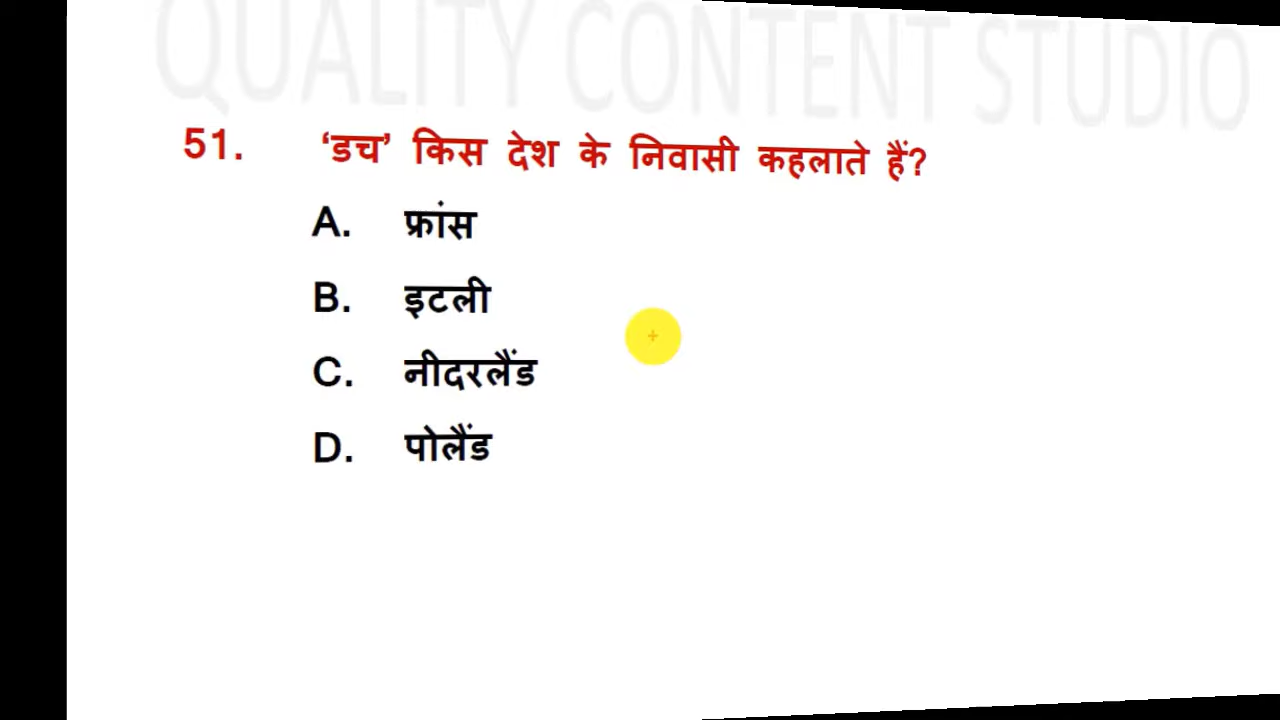 QUALITY CONTENT STUDIO
51. ‘डच’ किस देश के निवासी कहलाते हैं?
A. फ्रांस
B. इटली
C. नीदरलैंड
D. पोलैंड